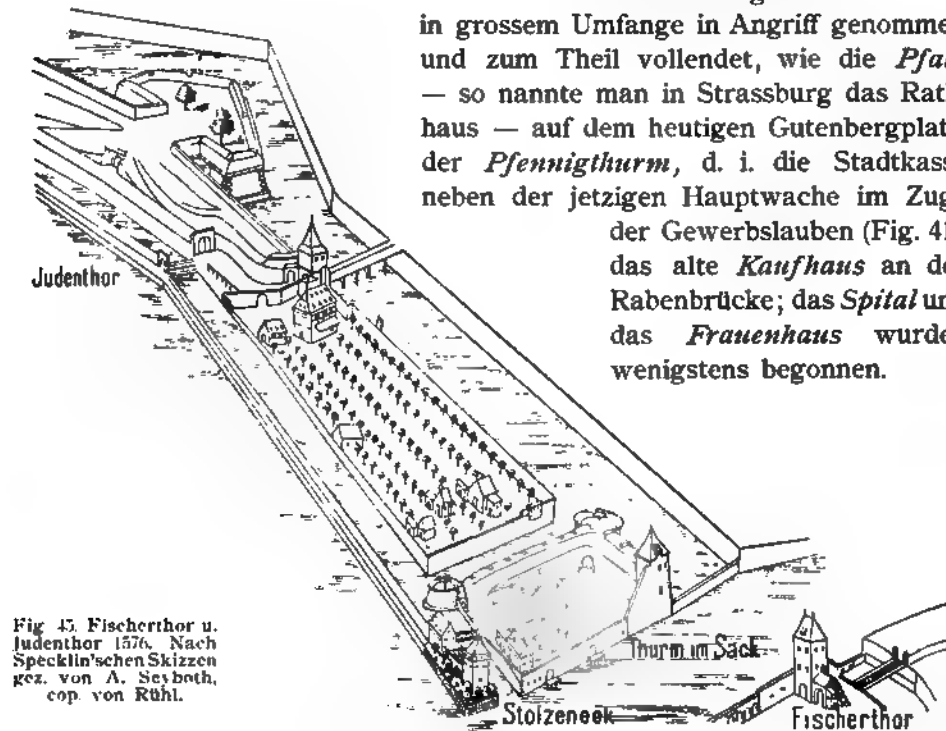 in grossem Umfange in Angriff genomme
und zum Theil vollendet, wie die Pfal
— so nannte man in Strassburg das Rath
haus — auf dem heutigen Gutenbergplat
der Pfennigthurm, d. i. die Stadtkass
neben der jetzigen Hauptwache im Zug
der Gewerbslauben (Fig. 41
das alte Kaufhaus an de
Rabenbrücke; das Spital un
das Frauenhaus wurde
wenigstens begonnen.
Judenthor
Fig 45. Fischerthor u.
Judenthor 1576. Nach
Specklin'schen Skizzen
gez. von A. Seyboth,
cop. von Rühl.
Thurm im Sack
Stolzeneck
Fischerthor